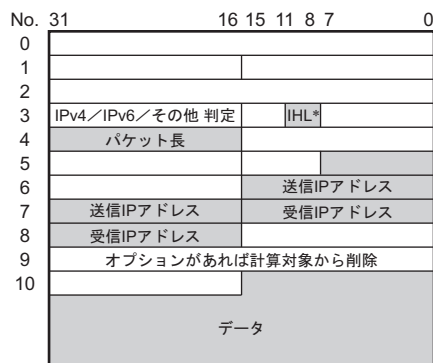 No. 31 16 15 11 8 7 0
0
1
2
3 IPv4／IPv6／その他 判定 IHL*
4 パケット長
5
6 送信IPアドレス
7 送信IPアドレス 受信IPアドレス
8 受信IPアドレス
9 オプションがあれば計算対象から削除
10
データ